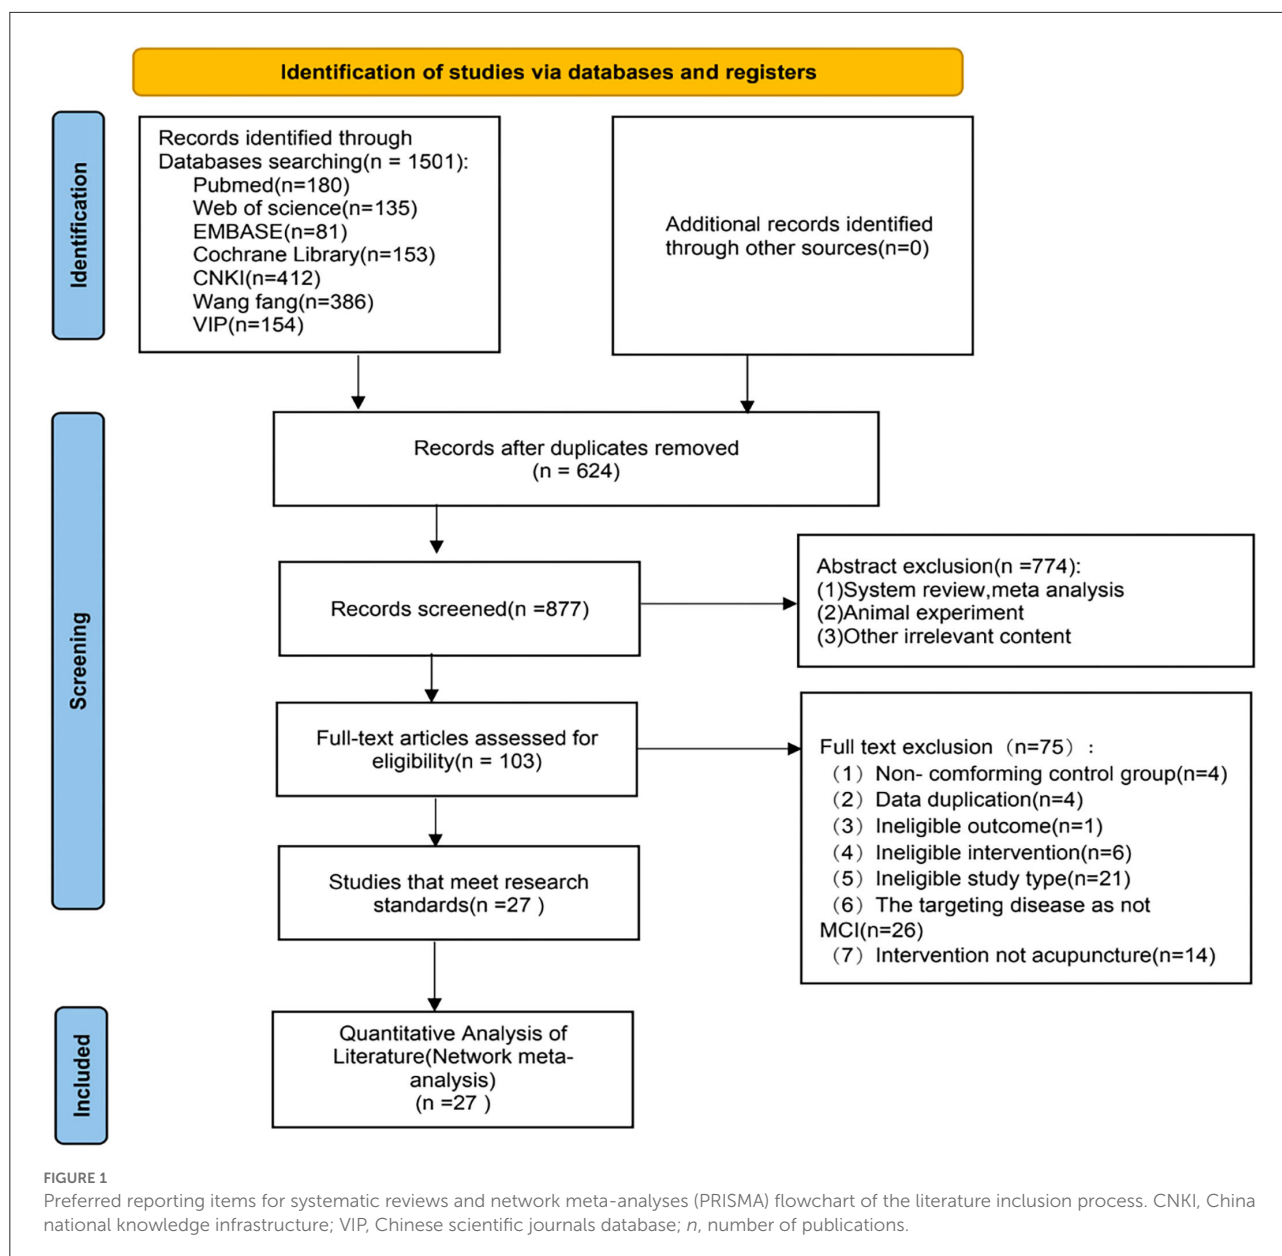 Identification of studies via databases and registers
Identification
Records identified through
Databases searching(n = 1501):
Pubmed(n=180)
Web of science(n=135)
EMBASE(n=81)
Cochrane Library(n=153)
CNKI(n=412)
Wang fang(n=386)
VIP(n=154)
Additional records identified
through other sources(n=0)
Screening
Records after duplicates removed
(n = 624)
Records screened(n =877)
Abstract exclusion(n =774):
(1)System review,meta analysis
(2)Animal experiment
(3)Other irrelevant content
Full-text articles assessed for
eligibility(n = 103)
Full text exclusion（n=75）:
（1）Non- comforming control group(n=4)
（2）Data duplication(n=4)
（3）Ineligible outcome(n=1)
（4）Ineligible intervention(n=6)
（5）Ineligible study type(n=21)
（6）The targeting disease as not
MCI(n=26)
（7）Intervention not acupuncture(n=14)
Studies that meet research
standards(n =27 )
Included
Quantitative Analysis of
Literature(Network meta-
analysis)
(n =27 )
FIGURE 1
Preferred reporting items for systematic reviews and network meta-analyses (PRISMA) flowchart of the literature inclusion process. CNKI, China
national knowledge infrastructure; VIP, Chinese scientific journals database; n, number of publications.